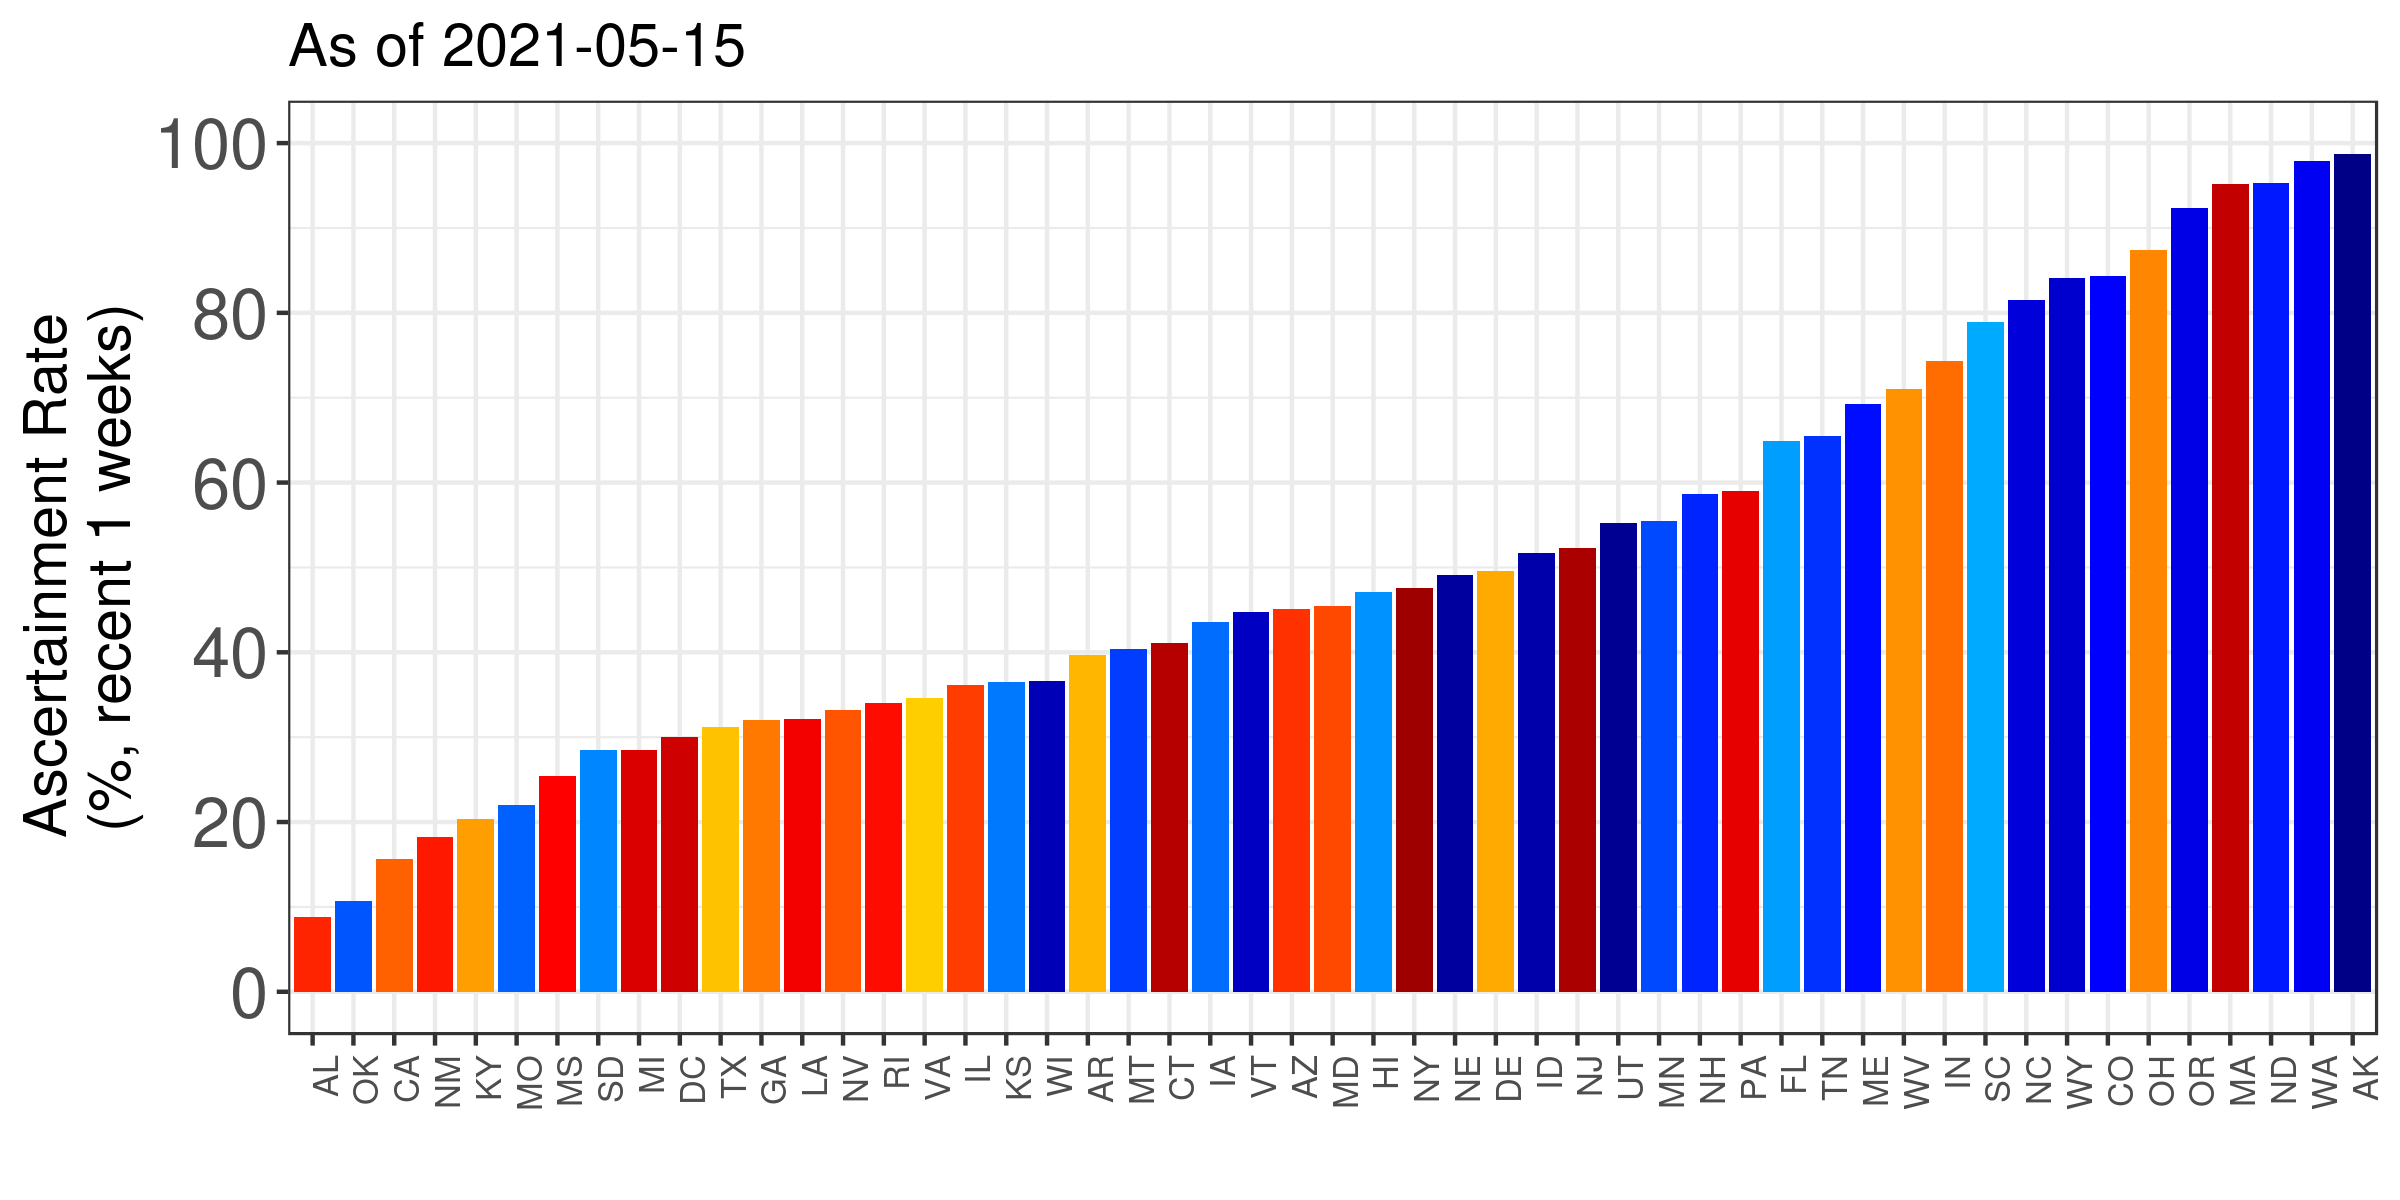 As of 2021-05-15
Ascertainment Rate
(%, recent 1 weeks)
100
80
60
40
20
0
AL OK CA NM KY MO MS SD MI DC TX GA LA NV RI VA IL KS WI AR MT CT IA VT AZ MD HI NY NE DE ID NJ UT MN NH PA FL TN ME WV IN SC NC WY CO OH OR MA ND WA AK